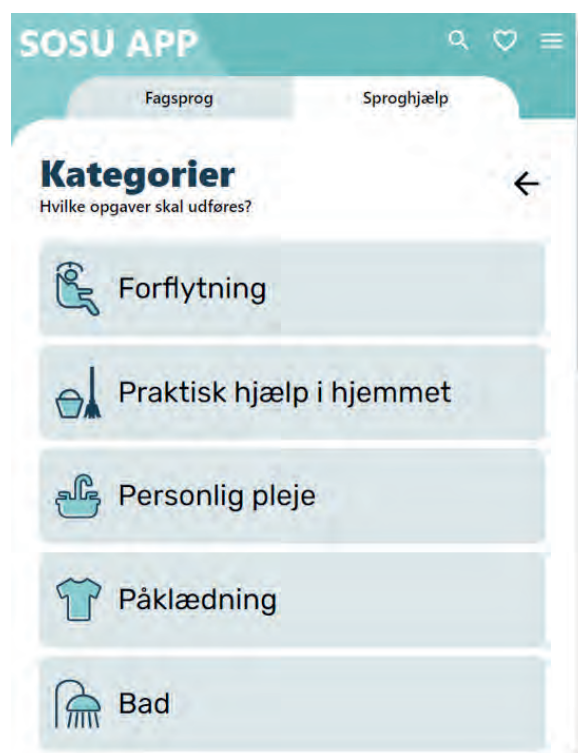 SOSU APP
Fagsprog Sproghjælp
Kategorier
Hvilke opgaver skal udføres?
Forflytning
Praktisk hjælp i hjemmet
Personlig pleje
Påklædning
Bad